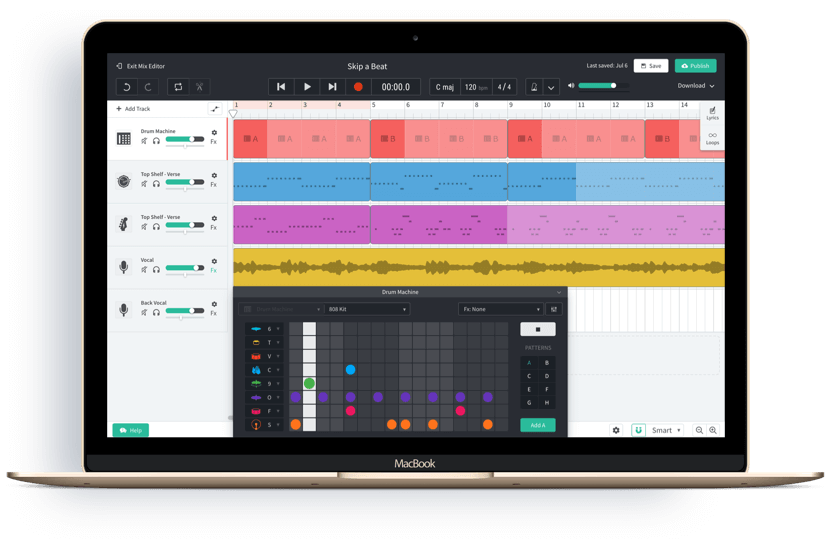 Exit Mix Editor
Skip a Beat
Last saved: Jul 6
Save
Publish
00:00.0
C maj
120 bpm
4 / 4
Download
Add Track
1 2 3 4 5 6 7 8 9 10 11 12 13 14
Lyrics
Loops
Drum Machine
Fx
A A A A B B B B A A A A B B
Top Shelf - Verse
Fx
Top Shelf - Verse
Fx
Vocal
Fx
Back Vocal
Fx
Drum Machine
Drum Machines
808 Kit
Fx: None
6
T
V
C
9
O
F
S
PATTERNS
A B
C D
E F
G H
Add A
Help
Smart
MacBook